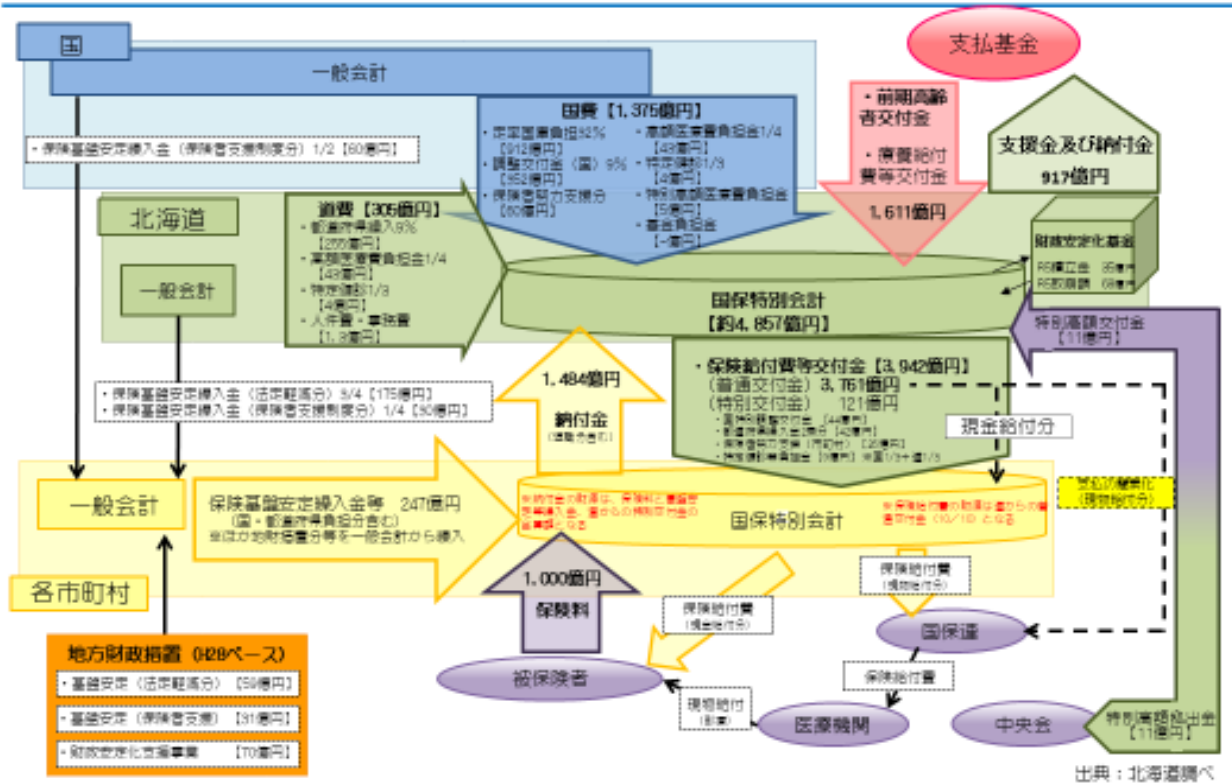 国
一般会計
支払基金
国費【1,375億円】
・定率国庫負担32%
【912億円】
・調整交付金（国）9%
【352億円】
・保険者努力支援分
【60億円】
・高額医療費負担金1/4
【43億円】
・特定健診1/3
【4億円】
・特別高額医療費負担金
【5億円】
・基金負担金
・前期高齢
者交付金
・療養給付
費等交付金
1,611億円
支援金及び納付金
917億円
・保険基盤安定繰入金（保険者支援制度分）1/2【60億円】
北海道
一般会計
道費【305億円】
・都道府県繰入9%
・高額医療費負担金1/4
【43億円】
・特定健診1/3
【4億円】
・人件費・事務費
財政安定化基金
国保特別会計
【約4,857億円】
特別高額交付金
【11億円】
・保険基盤安定繰入金（法定軽減分）3/4【175億円】
・保険基盤安定繰入金（保険者支援制度分）1/4【30億円】
1,484億円
納付金
・保険給付費等交付金【3,942億円】
（普通交付金）3,761億円
（特別交付金） 121億円
現金給付分
（現物給付分）
一般会計
各市町村
保険基盤安定繰入金等 247億円
（国・都道府県負担分含む）
※ほか地財措置分等を一般会計から繰入
国保特別会計
1,000億円
保険料
保険給付費
（現金給付分）
保険給付費
（現物給付分）
国保連
保険給付費
医療機関
現物給付
被保険者
中央会
特別高額拠出金
【11億円】
地方財政措置（H28ベース）
・基盤安定（法定軽減分）【59億円】
・基盤安定（保険者支援）【31億円】
・財政安定化支援事業 【70億円】
出典：北海道調べ